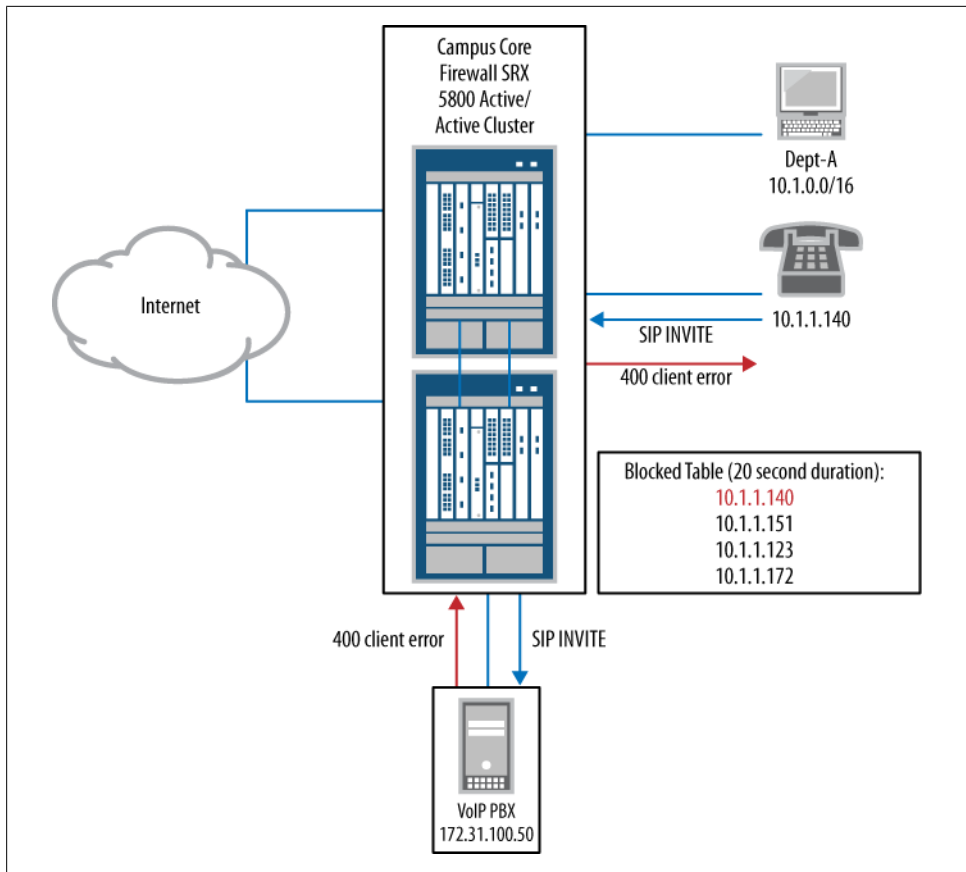 Campus Core
Firewall SRX
5800 Active/
Active Cluster
Dept-A
10.1.0.0/16
Internet
10.1.1.140
SIP INVITE
400 client error
Blocked Table (20 second duration):
10.1.1.140
10.1.1.151
10.1.1.123
10.1.1.172
400 client error
SIP INVITE
VoIP PBX
172.31.100.50